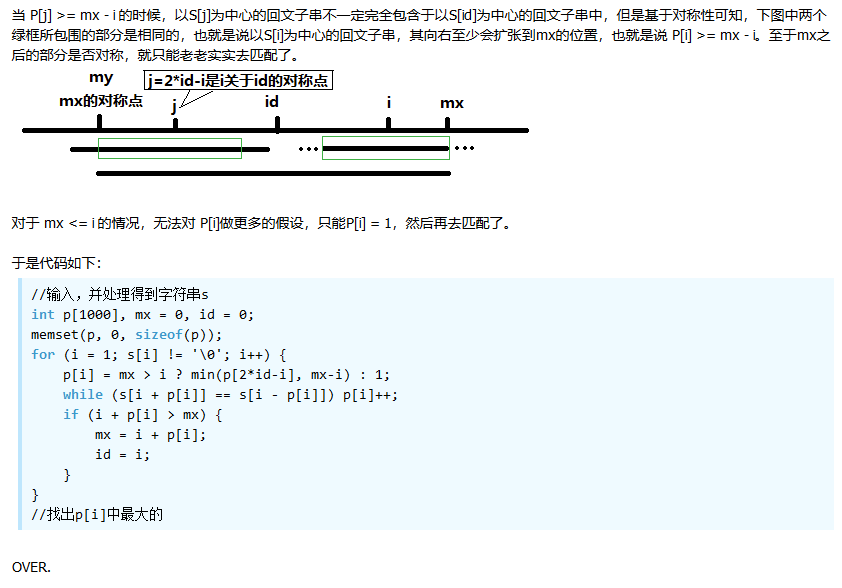 当 P[j] >= mx - i 的时候，以S[j]为中心的回文子串不一定完全包含于以S[id]为中心的回文子串中，但是基于对称性可知，下图中两个
绿框所包围的部分是相同的，也就是说以S[i]为中心的回文子串，其向右至少会扩张到mx的位置，也就是说 P[i] >= mx - i。至于mx之
后的部分是否对称，就只能老老实实去匹配了。
my
j=2*id-i是i关于id的对称点
mx的对称点
j
id
i
mx
对于 mx <= i 的情况，无法对 P[i]做更多的假设，只能P[i] = 1，然后再去匹配了。
于是代码如下：
//输入，并处理得到字符串s
int p[1000], mx = 0, id = 0;
memset(p, 0, sizeof(p));
for (i = 1; s[i] != '\0'; i++) {
    p[i] = mx > i ? min(p[2*id-i], mx-i) : 1;
    while (s[i + p[i]] == s[i - p[i]]) p[i]++;
    if (i + p[i] > mx) {
        mx = i + p[i];
        id = i;
    }
}
//找出p[i]中最大的
OVER.